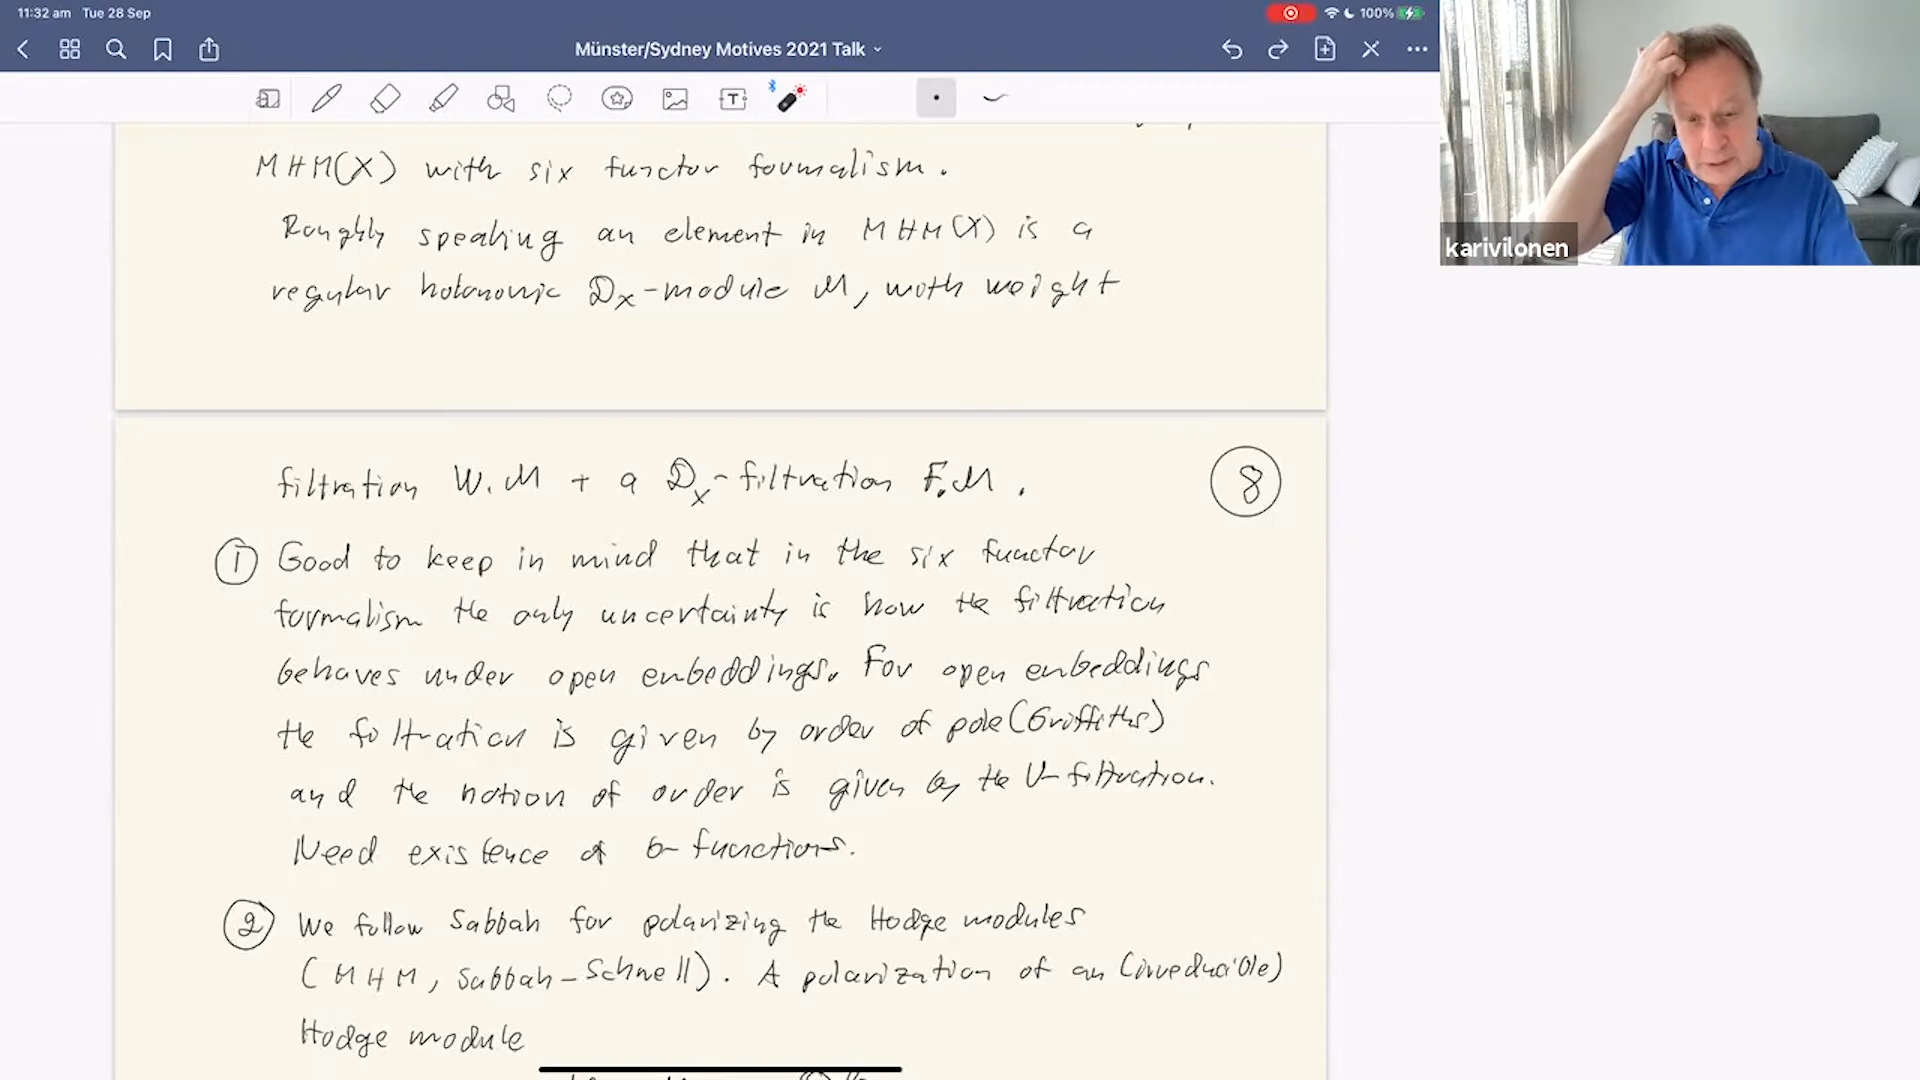 11:32 am Tue 28 Sep
100%
Münster/Sydney Motives 2021 Talk
T
karivilonen
MHM(X) with six functor formalism.
Roughly speaking an element in MHM(X) is a
regular holonomic 𝒟x-module M, with weight
filtration W.M + a 𝒟x-filtration F.M.
8
① Good to keep in mind that in the six functor
formalism the only uncertainty is how the filtration
behaves under open embeddings. For open embeddings
the filtration is given by order of pole (Griffiths)
and the notion of order is given by the V-filtration.
Need existence of b-functions.
② We follow Sabbah for polarizing the Hodge modules
(MHM, Sabbah-Schnell). A polarization of an (irreducible)
Hodge module